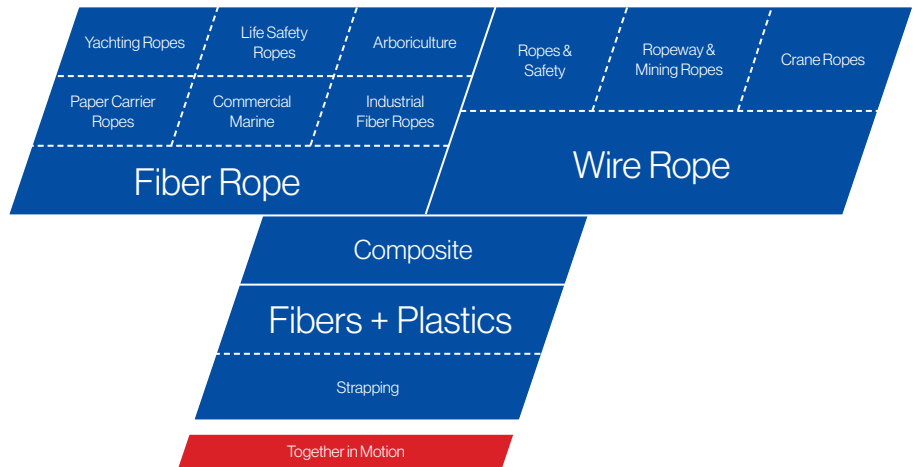 Yachting Ropes
Life Safety
Ropes
Arboriculture
Paper Carrier
Ropes
Commercial
Marine
Industrial
Fiber Ropes
Fiber Rope
Ropes &
Safety
Ropeway &
Mining Ropes
Crane Ropes
Wire Rope
Composite
Fibers + Plastics
Strapping
Together in Motion